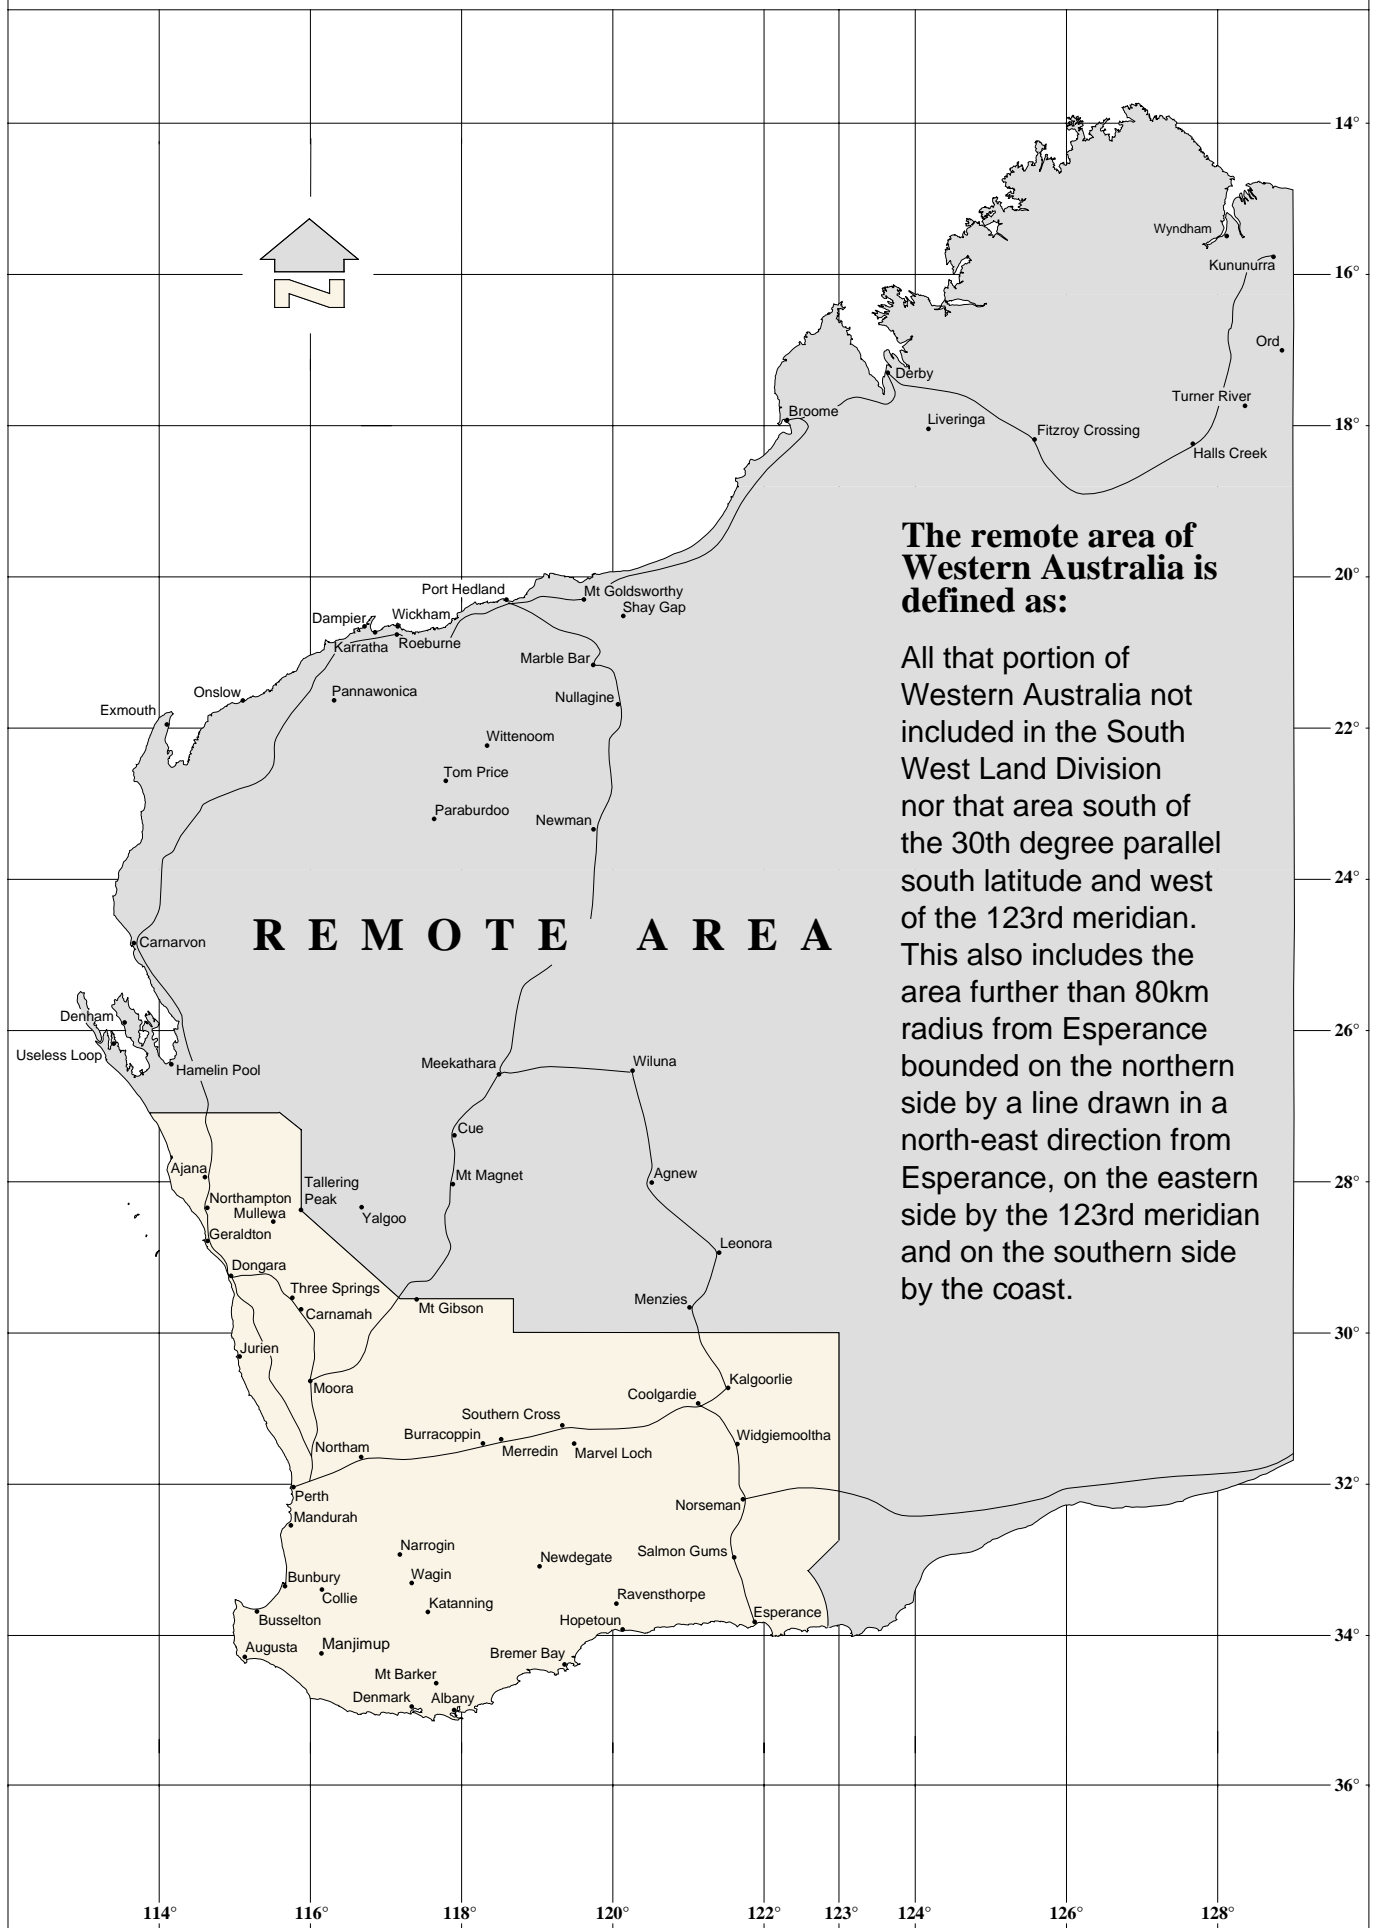 14°
Wyndham
Kununurra
16°
N
Ord
Derby
Turner River
Broome
Liveringa
Fitzroy Crossing
18°
Halls Creek
The remote area of
Western Australia is
defined as:
20°
Port Hedland
Mt Goldsworthy
Shay Gap
Dampier
Wickham
Karratha
Roeburne
Marble Bar
All that portion of
Western Australia not
included in the South
West Land Division
nor that area south of
the 30th degree parallel
south latitude and west
of the 123rd meridian.
This also includes the
area further than 80km
radius from Esperance
bounded on the northern
side by a line drawn in a
north-east direction from
Esperance, on the eastern
side by the 123rd meridian
and on the southern side
by the coast.
Onslow
Pannawonica
Nullagine
Exmouth
22°
Wittenoom
Tom Price
Paraburdoo
Newman
24°
REMOTE AREA
Carnarvon
Denham
26°
Useless Loop
Hamelin Pool
Meekathara
Wiluna
Cue
Ajana
Tallering
Peak
Mt Magnet
Agnew
28°
Northampton
Mullewa
Yalgoo
Geraldton
Leonora
Dongara
Three Springs
Carnamah
Mt Gibson
Menzies
30°
Jurien
Moora
Kalgoorlie
Coolgardie
Southern Cross
Burracoppin
Merredin
Marvel Loch
Widgiemooltha
Northam
32°
Perth
Norseman
Mandurah
Narrogin
Newdegate
Salmon Gums
Bunbury
Collie
Wagin
Katanning
Ravensthorpe
Busselton
Hopetoun
Esperance
34°
Augusta
Manjimup
Bremer Bay
Mt Barker
Denmark
Albany
36°
114° 116° 118° 120° 122° 123° 124° 126° 128°